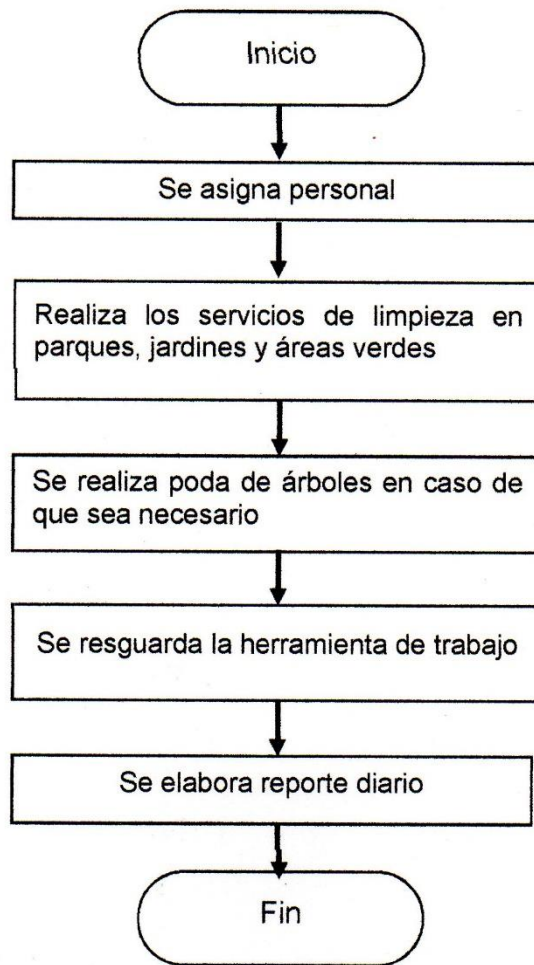 Inicio
Se asigna personal
Realiza los servicios de limpieza en
parques, jardines y áreas verdes
Se realiza poda de árboles en caso de
que sea necesario
Se resguarda la herramienta de trabajo
Se elabora reporte diario
Fin